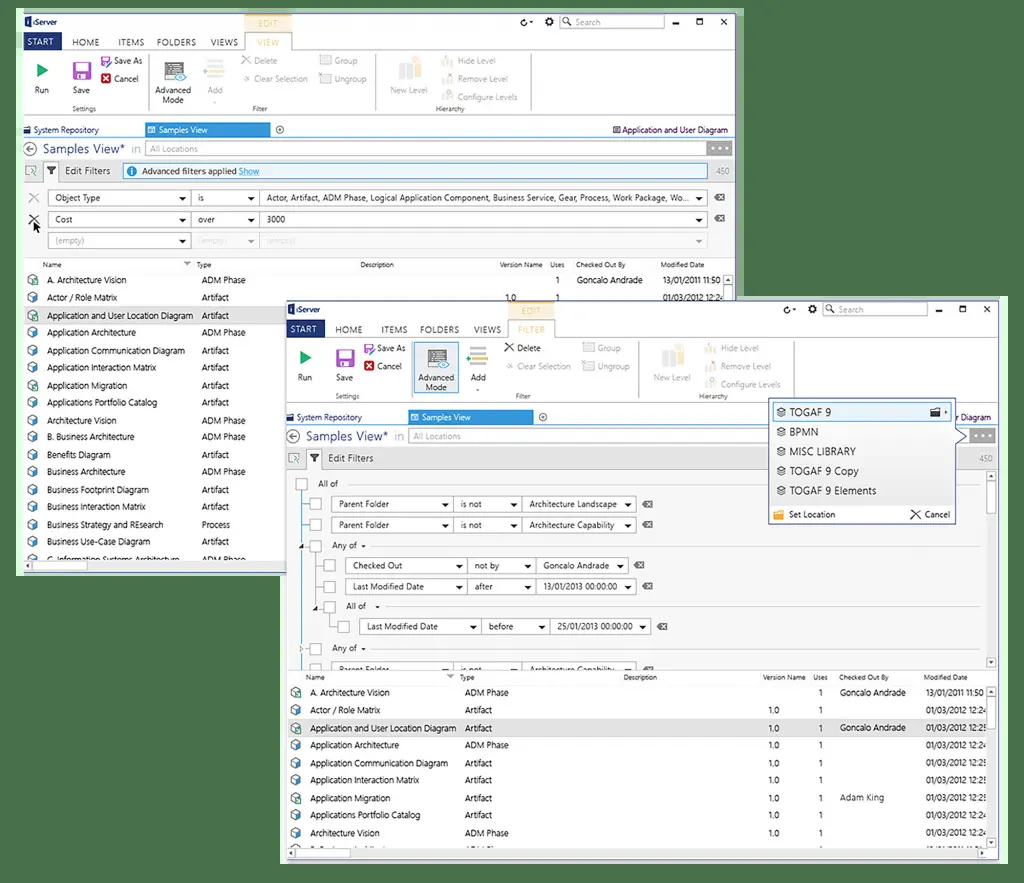 iServer
EDIT
Search
START HOME ITEMS FOLDERS VIEWS VIEW
Run
Save
Save As
Cancel
Settings
Advanced Mode
Add
Delete
Clear Selection
Group
Ungroup
Filter
New Level
Hide Level
Remove Level
Configure Levels
Hierarchy
System Repository Samples View Application and User Diagram
Samples View* in All Locations
Edit Filters Advanced filters applied Show 450
Object Type is Actor, Artifact, ADM Phase, Logical Application Component, Business Service, Gear, Process, Work Package, Wo...
Cost over 3000
(empty) (empty) (empty)
Name Type Description Version Name Uses Checked Out By Modified Date
A. Architecture Vision ADM Phase 1 Goncalo Andrade 13/01/2011 11:50
Actor / Role Matrix Artifact 1.0 1 01/03/2012 12:24
Application and User Location Diagram Artifact
Application Architecture ADM Phase
Application Communication Diagram Artifact
Application Interaction Matrix Artifact
Application Migration Artifact
Applications Portfolio Catalog Artifact
Architecture Vision ADM Phase
B. Business Architecture ADM Phase
Benefits Diagram Artifact
Business Architecture ADM Phase
Business Footprint Diagram Artifact
Business Interaction Matrix Artifact
Business Strategy and REsearch Process
Business Use-Case Diagram Artifact
C. Information Systems Architecture ADM Phase
iServer
EDIT
Search
START HOME ITEMS FOLDERS VIEWS FILTER
Run
Save
Save As
Cancel
Settings
Advanced Mode
Add
Delete
Clear Selection
Group
Ungroup
Filter
New Level
Hide Level
Remove Level
Configure Levels
Hierarchy
System Repository Samples View r Diagram
Samples View* in All Locations
Edit Filters 450
TOGAF 9
BPMN
MISC LIBRARY
TOGAF 9 Copy
TOGAF 9 Elements
Set Location Cancel
All of
Parent Folder is not Architecture Landscape
Parent Folder is not Architecture Capability
Any of
Checked Out not by Goncalo Andrade
Last Modified Date after 13/01/2013 00:00:00
All of
Last Modified Date before 25/01/2013 00:00:00
Any of
Parent Folder is not Architecture Capability
Name Type Description Version Name Uses Checked Out By Modified Date
A. Architecture Vision ADM Phase 1 Goncalo Andrade 13/01/2011 11:50
Actor / Role Matrix Artifact 1.0 1 01/03/2012 12:24
Application and User Location Diagram Artifact 1.0 1 Goncalo Andrade 01/03/2012 12:25
Application Architecture ADM Phase 1.0 1 01/03/2012 12:24
Application Communication Diagram Artifact 1.0 1 01/03/2012 12:25
Application Interaction Matrix Artifact 1.0 1 01/03/2012 12:25
Application Migration Artifact 1.0 1 Adam King 01/03/2012 12:25
Applications Portfolio Catalog Artifact 1.0 1 01/03/2012 12:24
Architecture Vision ADM Phase 1.0 1 01/03/2012 12:24